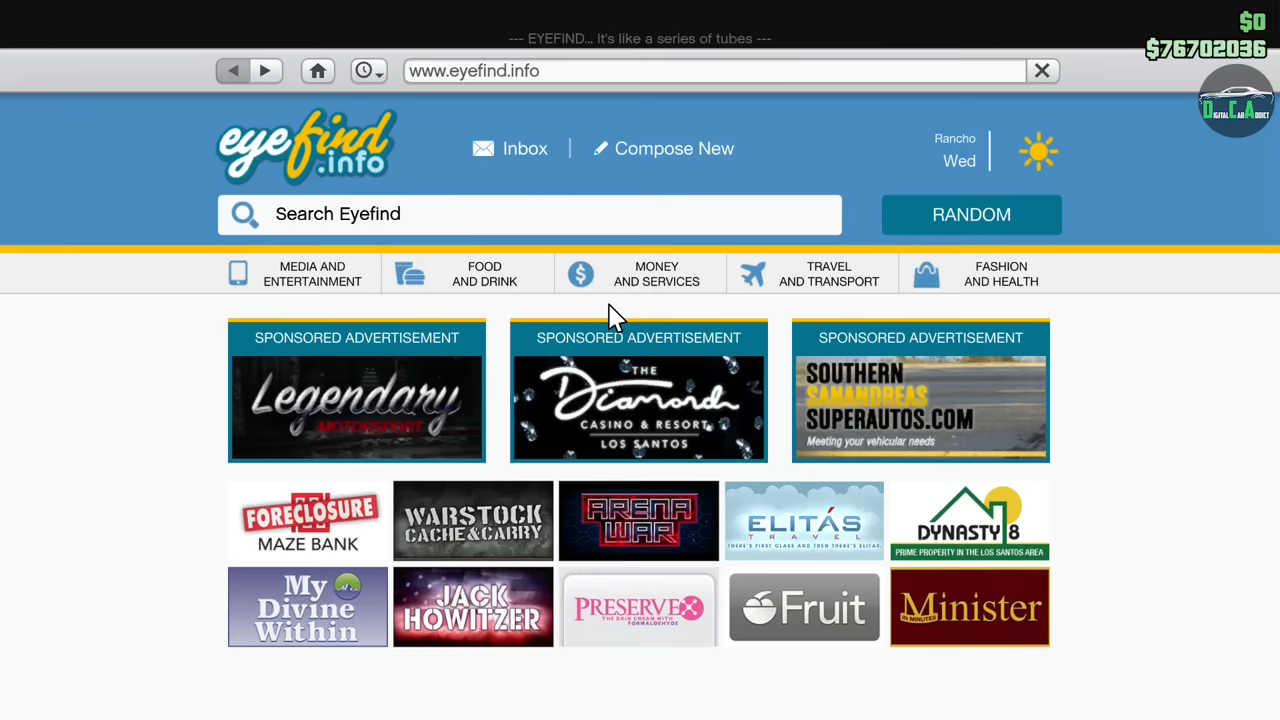 --- EYEFIND... It's like a series of tubes ---
$0
$76702036
www.eyefind.info
DIGITAL CAR ADDICT
eyefind
.info
Inbox
Compose New
Rancho
Wed
Search Eyefind
RANDOM
MEDIA AND
ENTERTAINMENT
FOOD
AND DRINK
MONEY
AND SERVICES
TRAVEL
AND TRANSPORT
FASHION
AND HEALTH
SPONSORED ADVERTISEMENT
Legendary
MOTORSPORT
SPONSORED ADVERTISEMENT
THE
Diamond
CASINO & RESORT
LOS SANTOS
SPONSORED ADVERTISEMENT
SOUTHERN
SANANDREAS
SUPERAUTOS.COM
Meeting your vehicular needs
FORECLOSURE
MAZE BANK
WARSTOCK
CACHE&CARRY
ARENA
WAR
ELITÁS
TRAVEL
THERE'S FIRST CLASS AND THEN THERE'S ELITAS
DYNASTY 8
PRIME PROPERTY IN THE LOS SANTOS AREA
My
Divine
Within
JACK
HOWITZER
PRESERVEX
THE SKIN CREAM WITH
FORMALDEHYDE
Fruit
Minister
IN MINUTES